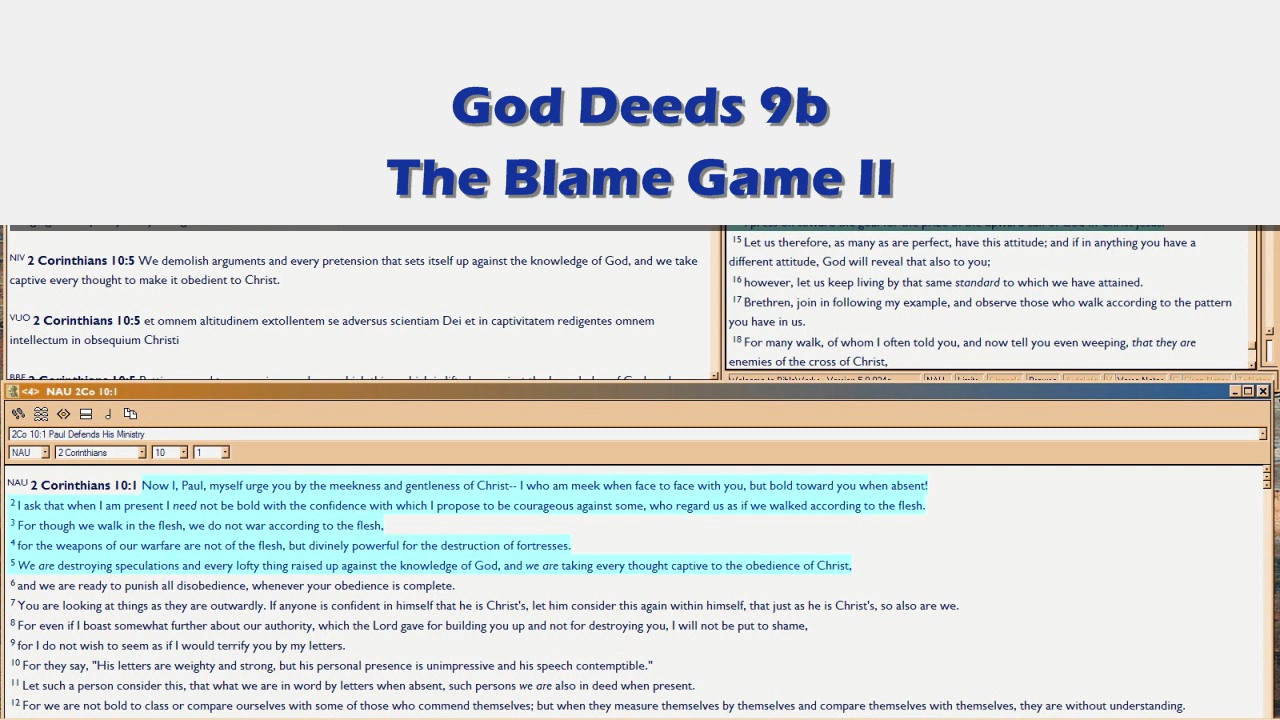 God Deeds 9b
The Blame Game II
NIV 2 Corinthians 10:5 We demolish arguments and every pretension that sets itself up against the knowledge of God, and we take
captive every thought to make it obedient to Christ.
VUO 2 Corinthians 10:5 et omnem altitudinem extollentem se adversus scientiam Dei et in captivitatem redigentes omnem
intellectum in obsequium Christi
BBE 2 Corinthians 10:5
15 Let us therefore, as many as are perfect, have this attitude; and if in anything you have a
different attitude, God will reveal that also to you;
16 however, let us keep living by that same standard to which we have attained.
17 Brethren, join in following my example, and observe those who walk according to the pattern
you have in us.
18 For many walk, of whom I often told you, and now tell you even weeping, that they are
enemies of the cross of Christ,
<4> NAU 2Co 10:1
2Co 10:1 Paul Defends His Ministry
NAU 2 Corinthians 10 1
NAU 2 Corinthians 10:1 Now I, Paul, myself urge you by the meekness and gentleness of Christ-- I who am meek when face to face with you, but bold toward you when absent!
2 I ask that when I am present I need not be bold with the confidence with which I propose to be courageous against some, who regard us as if we walked according to the flesh.
3 For though we walk in the flesh, we do not war according to the flesh,
4 for the weapons of our warfare are not of the flesh, but divinely powerful for the destruction of fortresses.
5 We are destroying speculations and every lofty thing raised up against the knowledge of God, and we are taking every thought captive to the obedience of Christ,
6 and we are ready to punish all disobedience, whenever your obedience is complete.
7 You are looking at things as they are outwardly. If anyone is confident in himself that he is Christ's, let him consider this again within himself, that just as he is Christ's, so also are we.
8 For even if I boast somewhat further about our authority, which the Lord gave for building you up and not for destroying you, I will not be put to shame,
9 for I do not wish to seem as if I would terrify you by my letters.
10 For they say, "His letters are weighty and strong, but his personal presence is unimpressive and his speech contemptible."
11 Let such a person consider this, that what we are in word by letters when absent, such persons we are also in deed when present.
12 For we are not bold to class or compare ourselves with some of those who commend themselves; but when they measure themselves by themselves and compare themselves with themselves, they are without understanding.